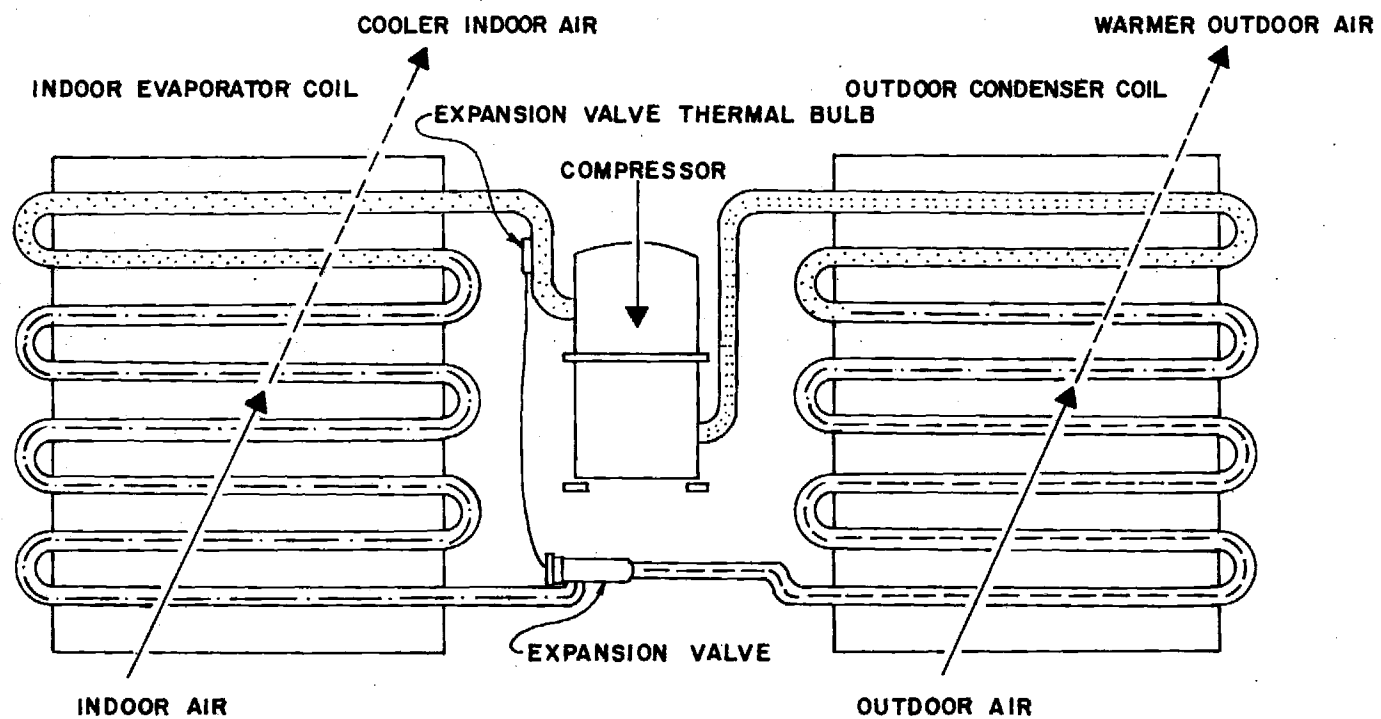 COOLER INDOOR AIR
WARMER OUTDOOR AIR
INDOOR EVAPORATOR COIL
OUTDOOR CONDENSER COIL
EXPANSION VALVE THERMAL BULB
COMPRESSOR
EXPANSION VALVE
INDOOR AIR
OUTDOOR AIR